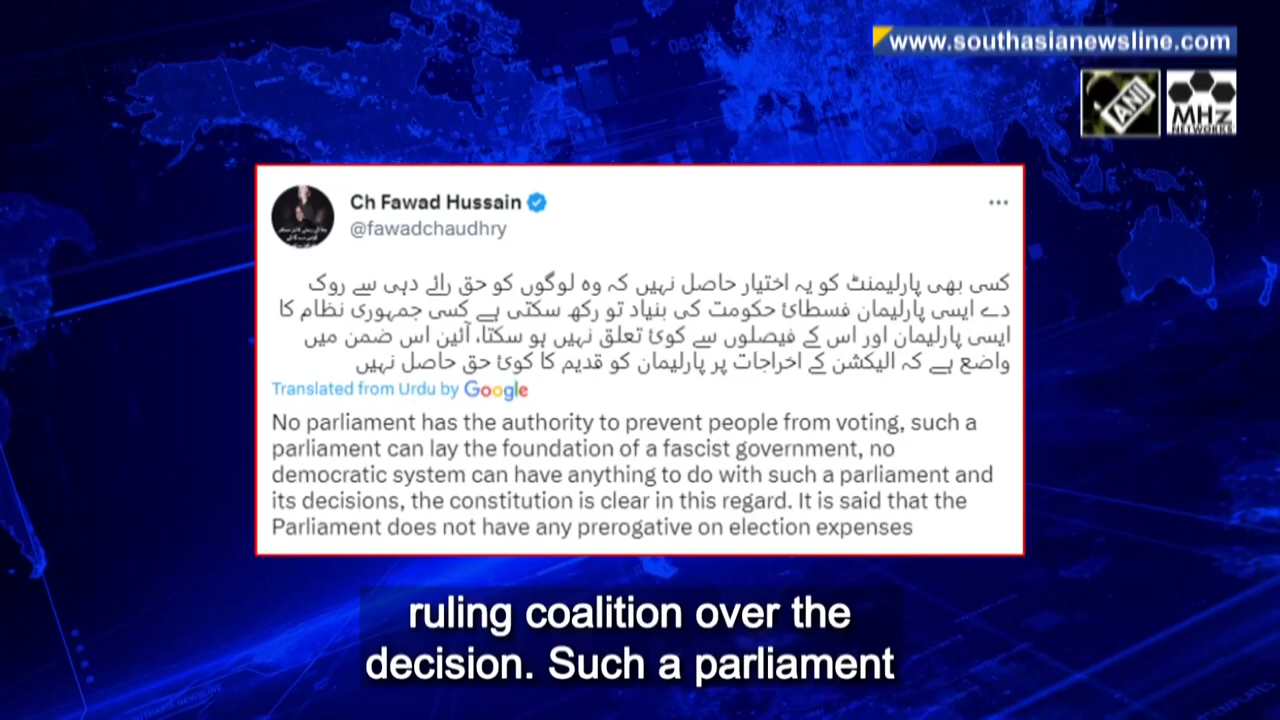 www.southasianewsline.com
ANI
MHz
NETWORKS
Ch Fawad Hussain
@fawadchaudhry
کسی بھی پارلیمنٹ کو یہ اختیار حاصل نہیں کہ وہ لوگوں کو حق رائے دہی سے روک
دے ایسی پارلیمان فسطائ حکومت کی بنیاد تو رکھ سکتی ہے کسی جمہوری نظام کا
ایسی پارلیمان اور اس کے فیصلوں سے کوئ تعلق نہیں ہو سکتا، آئین اس ضمن میں
واضع ہے کہ الیکشن کے اخراجات پر پارلیمان کو قدیم کا کوئ حق حاصل نہیں
Translated from Urdu by Google
No parliament has the authority to prevent people from voting, such a
parliament can lay the foundation of a fascist government, no
democratic system can have anything to do with such a parliament and
its decisions, the constitution is clear in this regard. It is said that the
Parliament does not have any prerogative on election expenses
ruling coalition over the
decision. Such a parliament